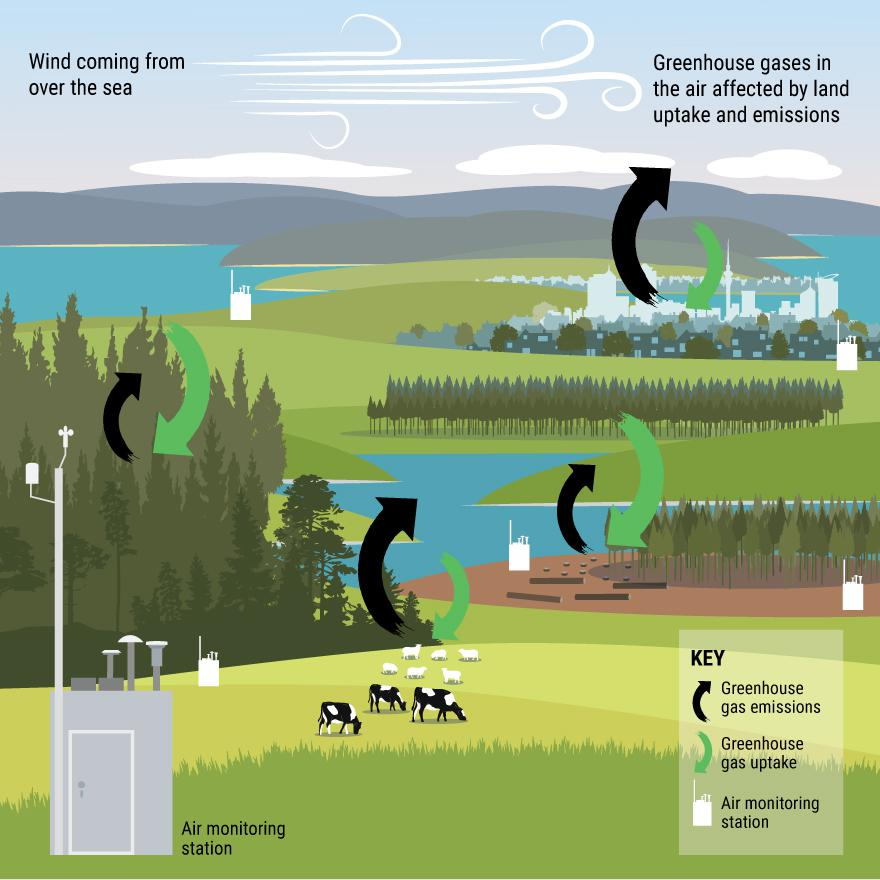 Wind coming from
over the sea
Greenhouse gases in
the air affected by land
uptake and emissions
KEY
Greenhouse
gas emissions
Greenhouse
gas uptake
Air monitoring
station
Air monitoring
station